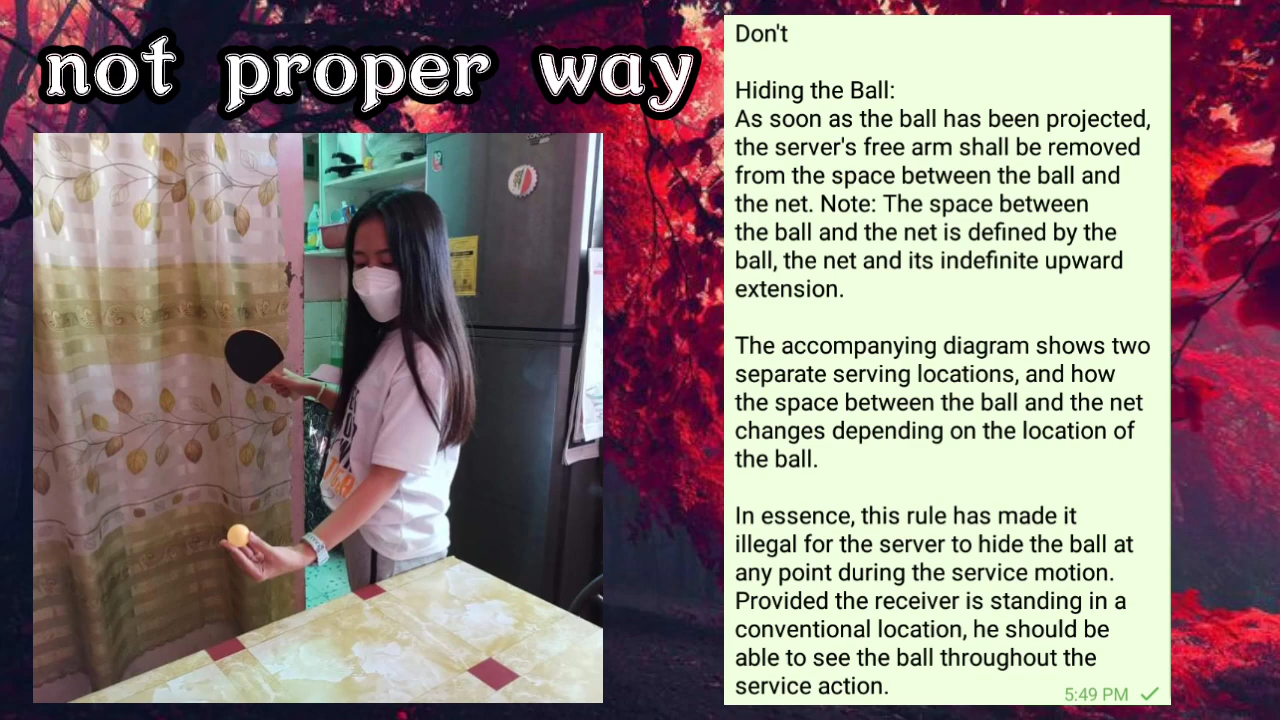 not proper way
Don't
Hiding the Ball:
As soon as the ball has been projected,
the server's free arm shall be removed
from the space between the ball and
the net. Note: The space between
the ball and the net is defined by the
ball, the net and its indefinite upward
extension.
The accompanying diagram shows two
separate serving locations, and how
the space between the ball and the net
changes depending on the location of
the ball.
In essence, this rule has made it
illegal for the server to hide the ball at
any point during the service motion.
Provided the receiver is standing in a
conventional location, he should be
able to see the ball throughout the
service action.
5:49 PM